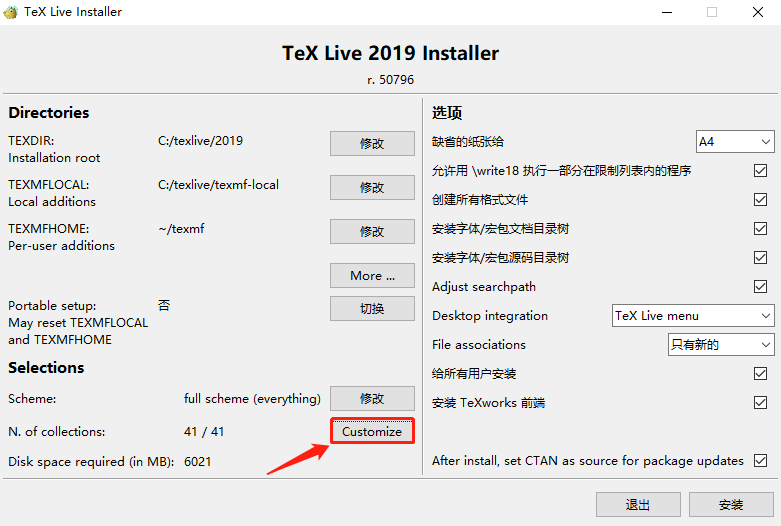 TeX Live Installer
TeX Live 2019 Installer
r. 50796
Directories
TEXDIR: C:/texlive/2019 修改
Installation root
TEXMFLOCAL: C:/texlive/texmf-local 修改
Local additions
TEXMFHOME: ~/texmf 修改
Per-user additions
More ...
Portable setup: 否 切换
May reset TEXMFLOCAL
and TEXMFHOME
Selections
Scheme: full scheme (everything) 修改
N. of collections: 41 / 41 Customize
Disk space required (in MB): 6021
选项
缺省的纸张给 A4
允许用 \write18 执行一部分在限制列表内的程序
创建所有格式文件
安装字体/宏包文档目录树
安装字体/宏包源码目录树
Adjust searchpath
Desktop integration TeX Live menu
File associations 只有新的
给所有用户安装
安装 TeXworks 前端
After install, set CTAN as source for package updates
退出 安装